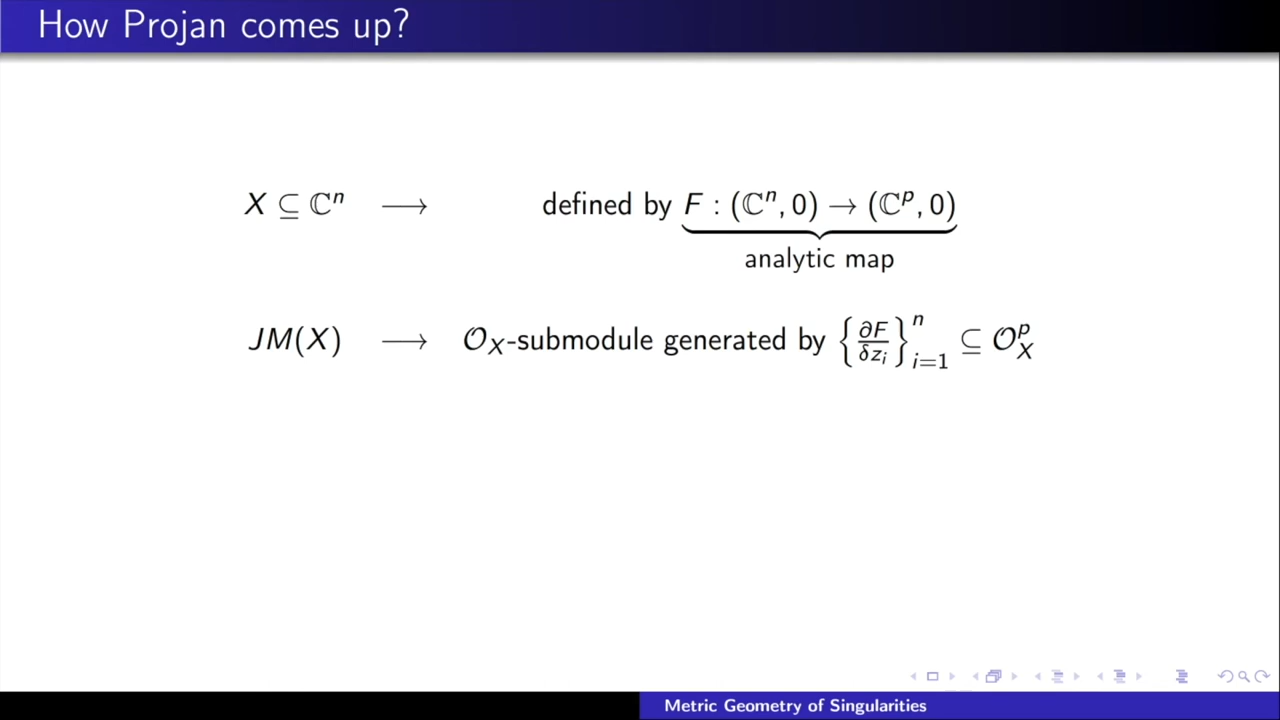 How Projan comes up?
X ⊆ ℂⁿ ⟶ defined by F : (ℂⁿ, 0) → (ℂᵖ, 0)
analytic map
JM(X) ⟶ 𝒪_X-submodule generated by {∂F/δz_i}ⁿ_{i=1} ⊆ 𝒪ᵖ_X
Metric Geometry of Singularities